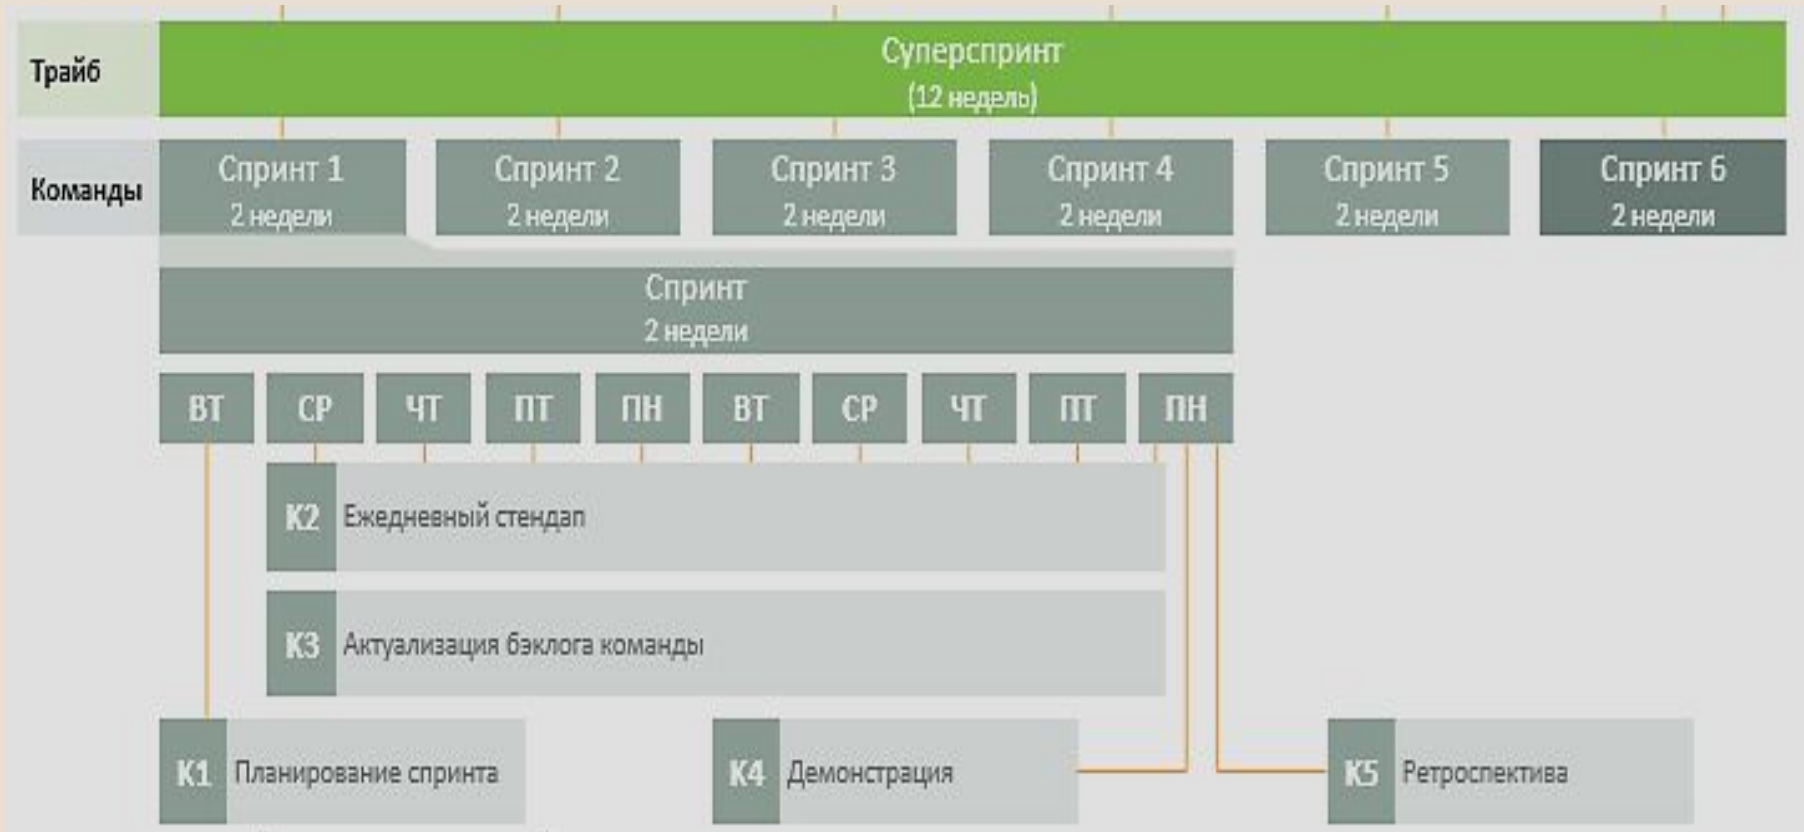 Трайб
Суперспринт
(12 недель)
Команды
Спринт 1
2 недели
Спринт 2
2 недели
Спринт 3
2 недели
Спринт 4
2 недели
Спринт 5
2 недели
Спринт 6
2 недели
Спринт
2 недели
ВТ СР ЧТ ПТ ПН ВТ СР ЧТ ПТ ПН
К2 Ежедневный стендап
К3 Актуализация бэклога команды
К1 Планирование спринта
К4 Демонстрация
К5 Ретроспектива